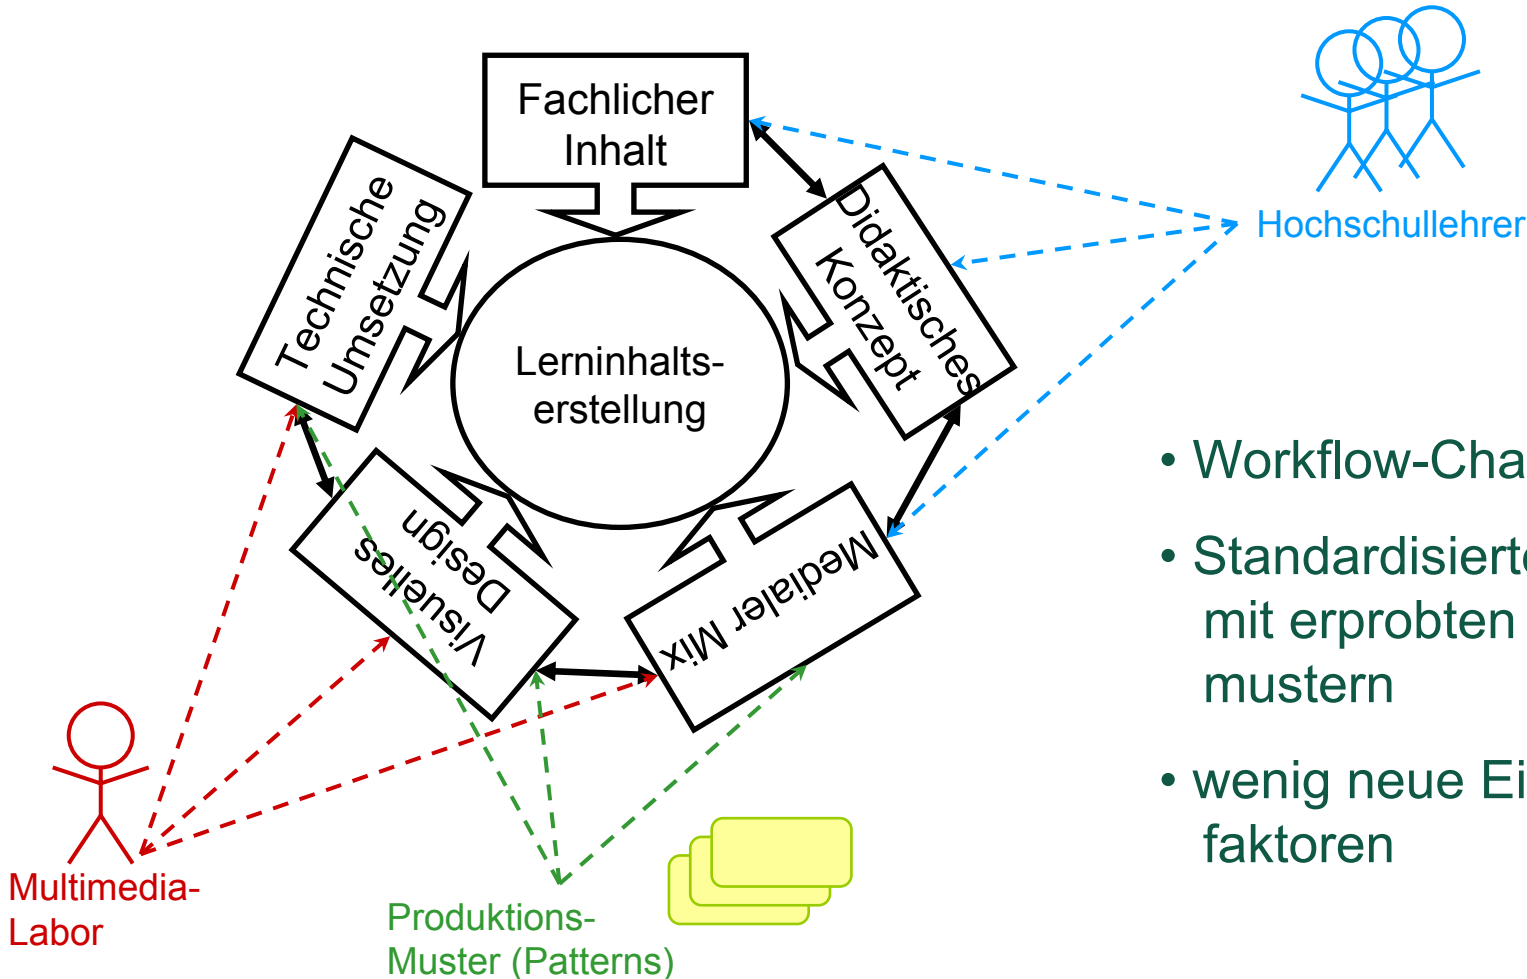 Fachlicher
Inhalt
Didaktisches
Konzept
Medialer Mix
Visuelles
Design
Technische
Umsetzung
Lerninhalts-
erstellung
Hochschullehrer
Multimedia-
Labor
Produktions-
Muster (Patterns)
• Workflow-Cha
• Standardisierte
mit erprobten
mustern
• wenig neue Ei
faktoren